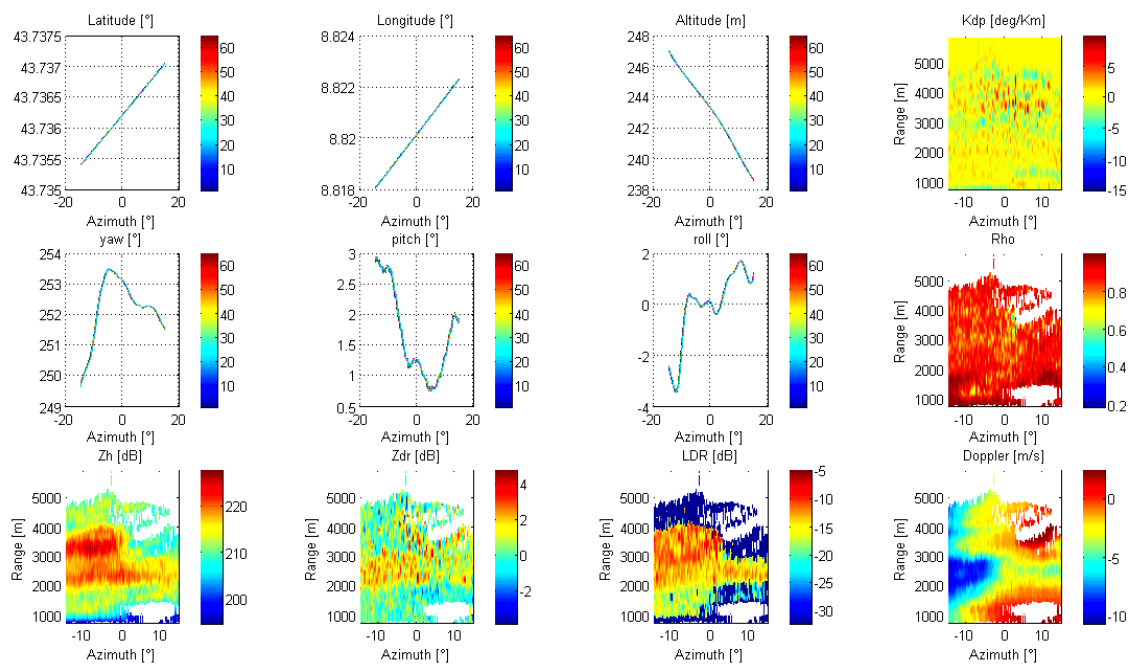 Latitude [°]
43.7375
43.737
43.7365
43.736
43.7355
43.735
-20 0 20
Azimuth [°]
60
50
40
30
20
10
Longitude [°]
8.824
8.822
8.82
8.818
-20 0 20
Azimuth [°]
60
50
40
30
20
10
Altitude [m]
248
246
244
242
240
238
-20 0 20
Azimuth [°]
60
50
40
30
20
10
Kdp [deg/Km]
Range [m]
5000
4000
3000
2000
1000
-10 0 10
Azimuth [°]
5
0
-5
-10
-15
yaw [°]
254
253
252
251
250
249
-20 0 20
Azimuth [°]
60
50
40
30
20
10
pitch [°]
3
2.5
2
1.5
1
0.5
-20 0 20
Azimuth [°]
60
50
40
30
20
10
roll [°]
2
0
-2
-4
-20 0 20
Azimuth [°]
60
50
40
30
20
10
Rho
Range [m]
5000
4000
3000
2000
1000
-10 0 10
Azimuth [°]
0.8
0.6
0.4
0.2
Zh [dB]
Range [m]
5000
4000
3000
2000
1000
-10 0 10
Azimuth [°]
220
210
200
Zdr [dB]
Range [m]
5000
4000
3000
2000
1000
-10 0 10
Azimuth [°]
4
2
0
-2
LDR [dB]
Range [m]
5000
4000
3000
2000
1000
-10 0 10
Azimuth [°]
-5
-10
-15
-20
-25
-30
Doppler [m/s]
Range [m]
5000
4000
3000
2000
1000
-10 0 10
Azimuth [°]
0
-5
-10